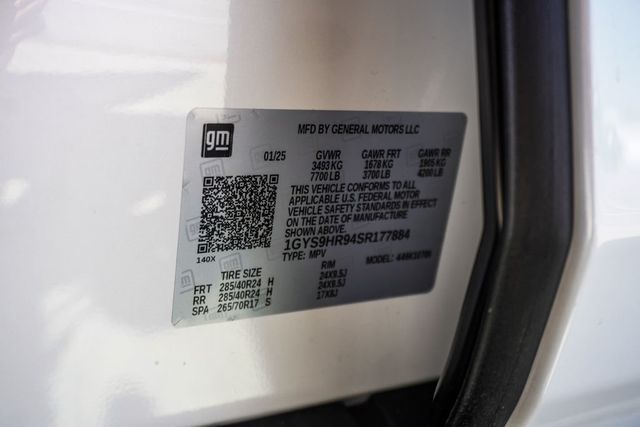 gm
MFD BY GENERAL MOTORS LLC
01/25 GVWR GAWR FRT GAWR RR
3493 KG 1678 KG 1905 KG
7700 LB 3700 LB 4200 LB
THIS VEHICLE CONFORMS TO ALL
APPLICABLE U.S. FEDERAL MOTOR
VEHICLE SAFETY STANDARDS IN EFFECT
ON THE DATE OF MANUFACTURE
SHOWN ABOVE.
1GYS9HR94SR177884
140X
TYPE: MPV MODEL:
TIRE SIZE RIM
FRT 285/40R24 H 24X9.5J
RR 285/40R24 H 24X9.5J
SPA 265/70R17 S 17X8J